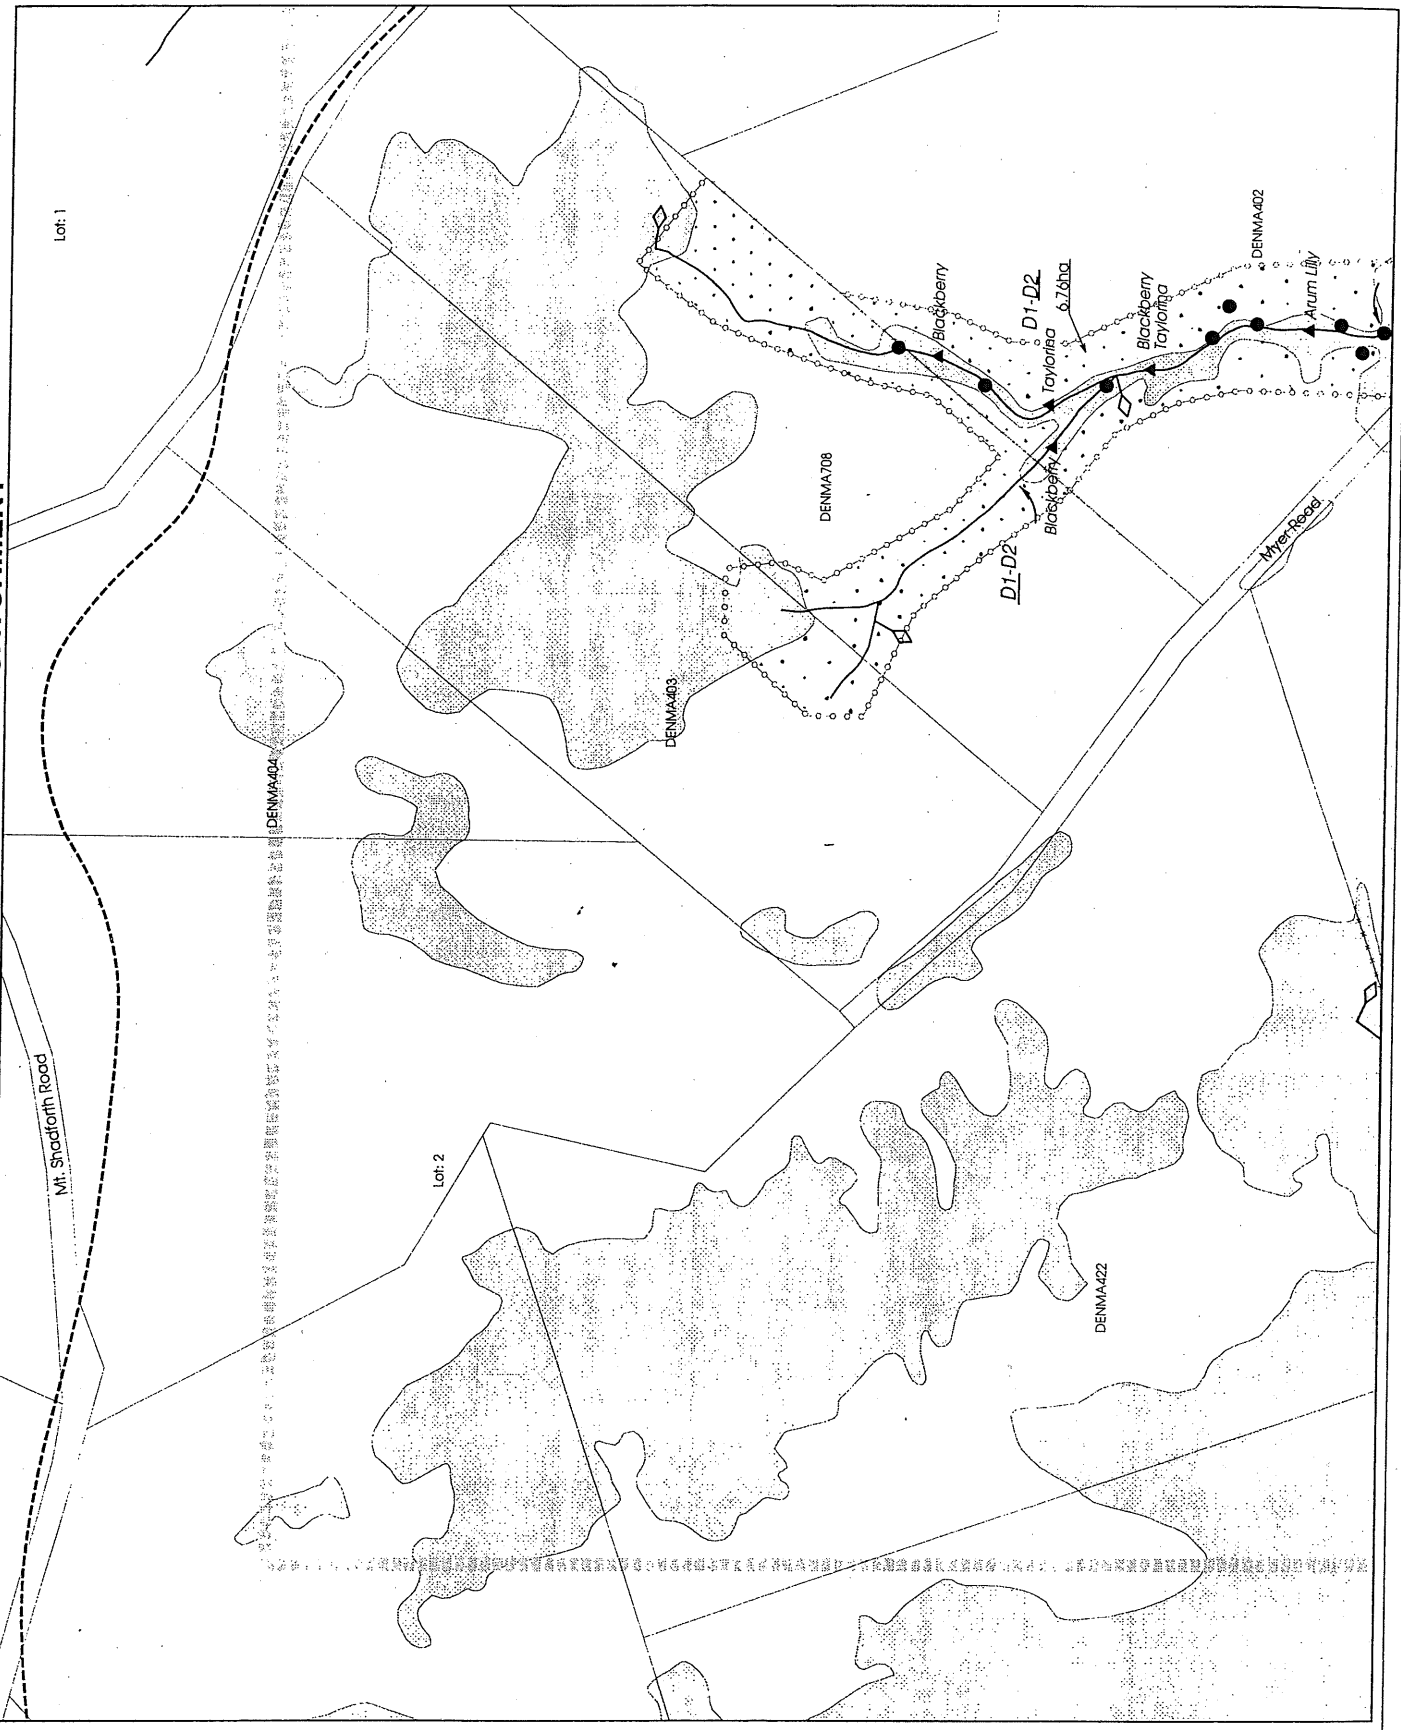 Lot: 1
DENMA402
Blackberry
D1-D2
6.76ha
Taylorina
Blackberry
Taylorina
Arum Lily
DENMA708
Blackberry
D1-D2
Myer Road
DENMA403
DENMA404
Mt. Shadforth Road
Lot: 2
DENMA422